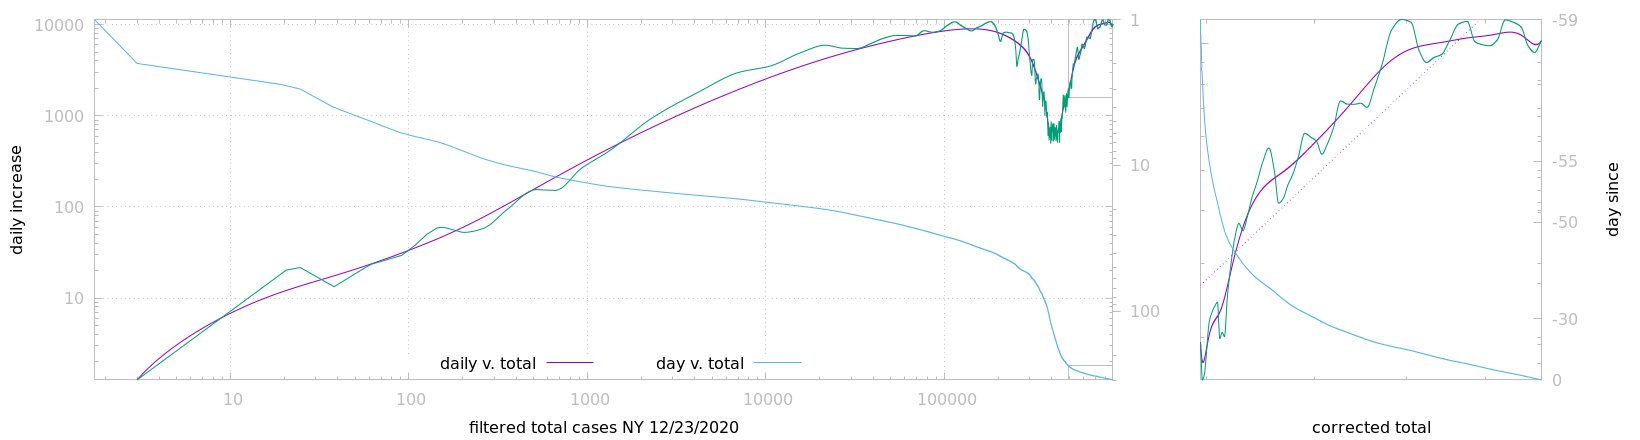 10000
1000
100
10
daily increase
10
100
1000
10000
100000
filtered total cases NY 12/23/2020
daily v. total
day v. total
1
10
100
-59
-55
-50
-30
0
day since
corrected total